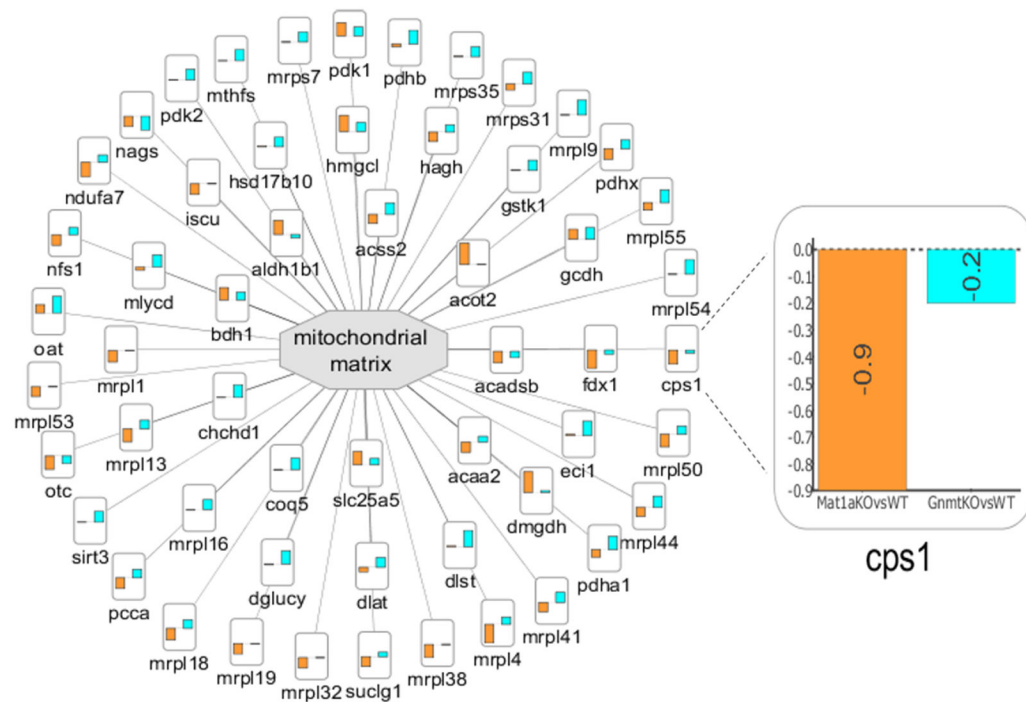 mrps7
pdk1
pdhb
mthfs
mrps35
pdk2
mrps31
nags
hsd17b10
hmgcl
hagh
mrpl9
ndufa7
iscu
gstk1
pdhx
acss2
mrpl55
nfs1
aldh1b1
gcdh
mlycd
acot2
mrpl54
bdh1
oat
mitochondrial
matrix
mrpl1
acadsb
fdx1
cps1
mrpl53
chchd1
mrpl13
otc
acaa2
eci1
mrpl50
coq5
slc25a5
dmgdh
sirt3
mrpl16
mrpl44
pcca
dglucy
dlat
dlst
pdha1
mrpl18
mrpl19
mrpl32
suclg1
mrpl38
mrpl4
mrpl41
0.0
-0.1
-0.2
-0.3
-0.4
-0.5
-0.6
-0.7
-0.8
-0.9
-0.9
-0.2
Mat1aKOvsWT
GnmtKOvsWT
cps1